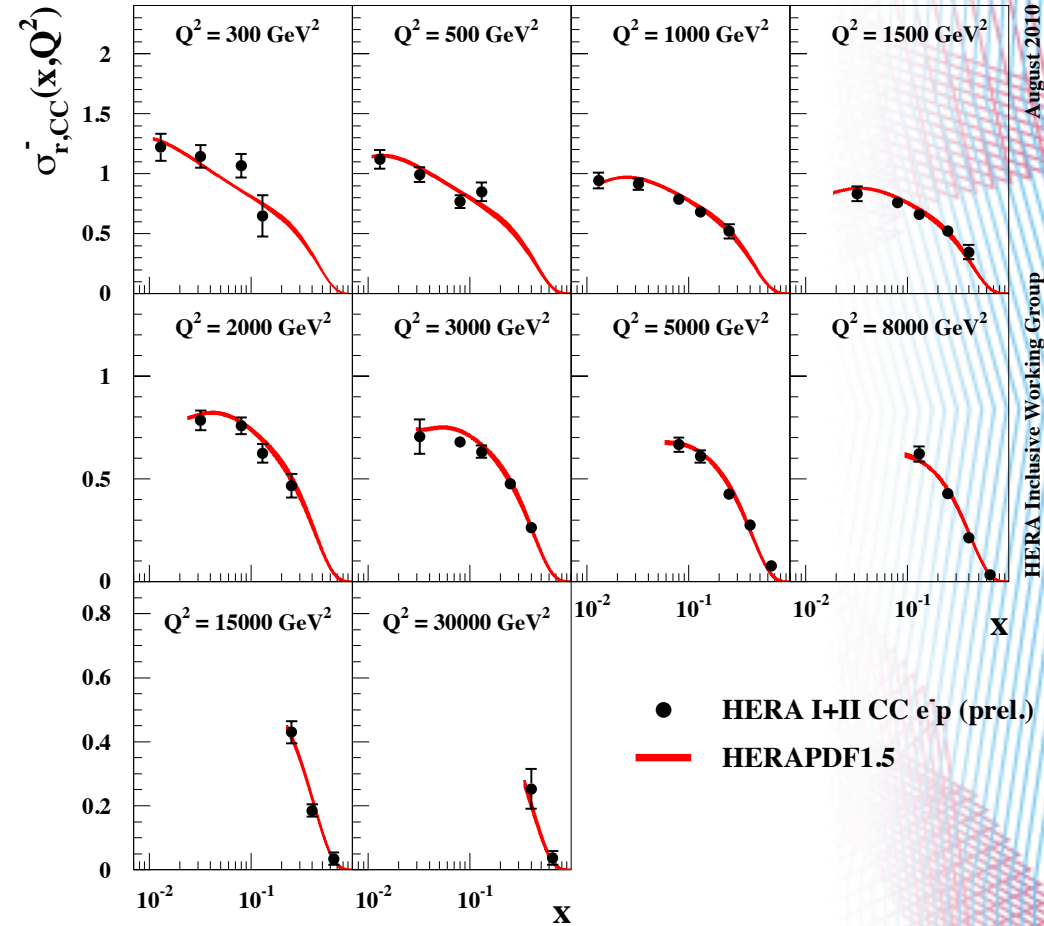 σ⁻r,CC(x,Q²)
Q² = 300 GeV²
Q² = 500 GeV²
Q² = 1000 GeV²
Q² = 1500 GeV²
2
1.5
1
0.5
0
Q² = 2000 GeV²
Q² = 3000 GeV²
Q² = 5000 GeV²
Q² = 8000 GeV²
1
0.5
0
10⁻²
10⁻¹
10⁻²
10⁻¹
x
Q² = 15000 GeV²
Q² = 30000 GeV²
0.8
0.6
0.4
0.2
0
10⁻²
10⁻¹
10⁻²
10⁻¹
x
HERA I+II CC e⁻p (prel.)
HERAPDF1.5
HERA Inclusive Working Group
August 2010